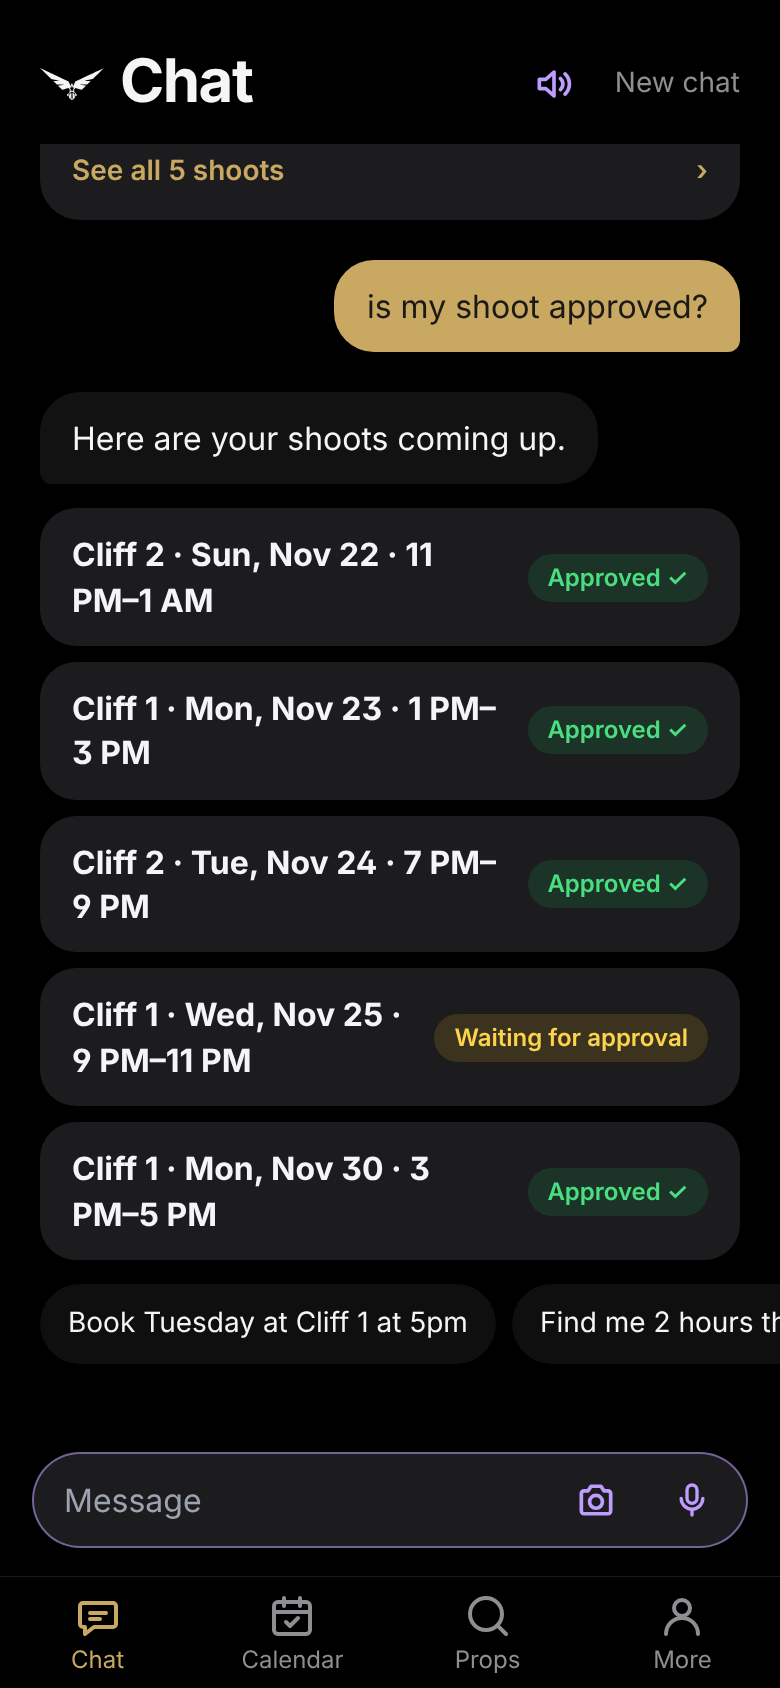 Chat
New chat
See all 5 shoots ›
is my shoot approved?
Here are your shoots coming up.
Cliff 2 · Sun, Nov 22 · 11
PM–1 AM
Approved ✓
Cliff 1 · Mon, Nov 23 · 1 PM–
3 PM
Approved ✓
Cliff 2 · Tue, Nov 24 · 7 PM–
9 PM
Approved ✓
Cliff 1 · Wed, Nov 25 ·
9 PM–11 PM
Waiting for approval
Cliff 1 · Mon, Nov 30 · 3
PM–5 PM
Approved ✓
Book Tuesday at Cliff 1 at 5pm
Find me 2 hours
Message
Chat
Calendar
Props
More